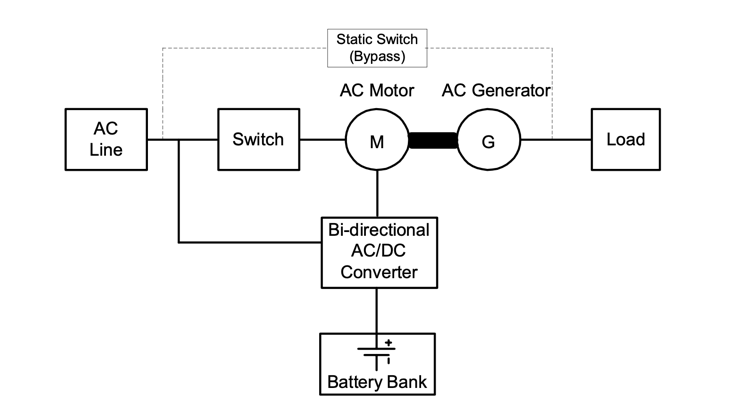 Static Switch
(Bypass)
AC Motor
AC Generator
AC
Line
Switch
M
G
Load
Bi-directional
AC/DC
Converter
+
-
Battery Bank